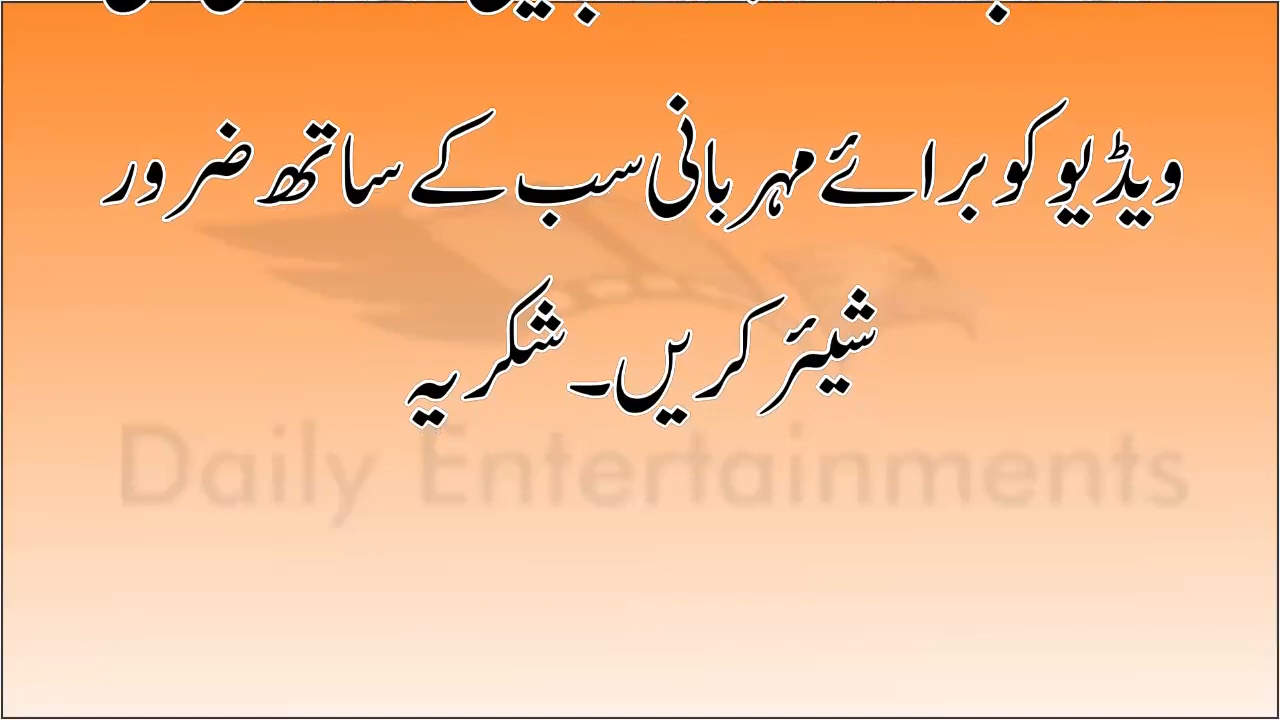 ویڈیو کو برائے مہربانی سب کے ساتھ ضرور
شیئر کریں۔ شکریہ
Daily Entertainments